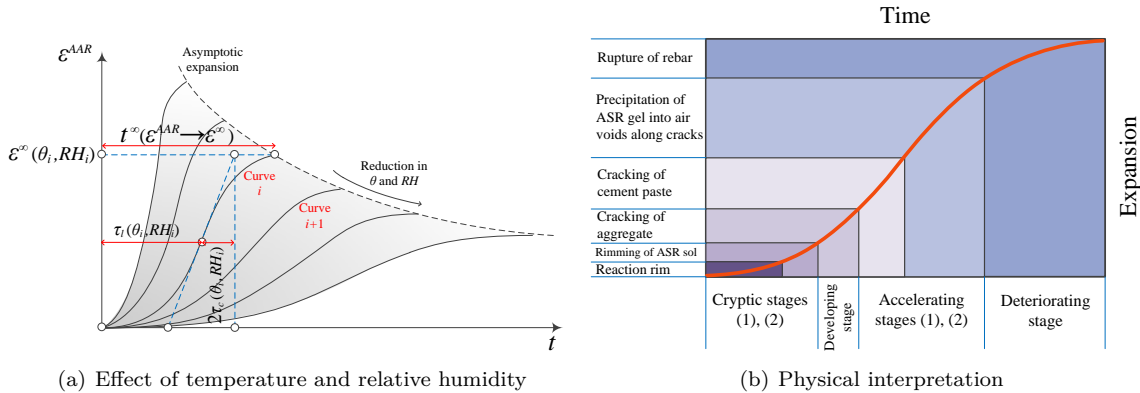 ε^AAR
Asymptotic
expansion
t^∞(ε^AAR→ε^∞)
ε^∞(θ_i,RH_i)
Reduction in
θ and RH
Curve
i
Curve
i+1
τ_l(θ_i,RH_i)
2τ_c(θ_i,RH_i)
t
(a) Effect of temperature and relative humidity
Time
Rupture of rebar
Precipitation of
ASR gel into air
voids along cracks
Cracking of
cement paste
Cracking of
aggregate
Rimming of ASR sol
Reaction rim
Expansion
Cryptic stages
(1), (2)
Developing
stage
Accelerating
stages (1), (2)
Deteriorating
stage
(b) Physical interpretation